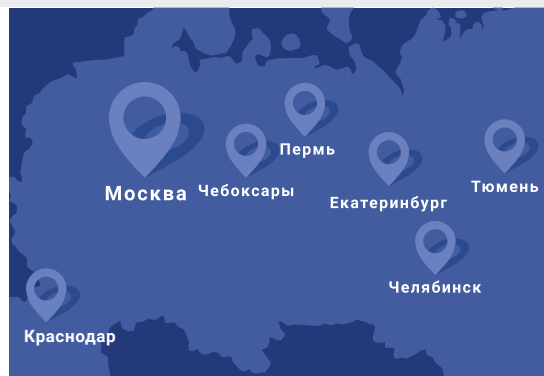 Пермь
Москва
Чебоксары
Екатеринбург
Тюмень
Челябинск
Краснодар